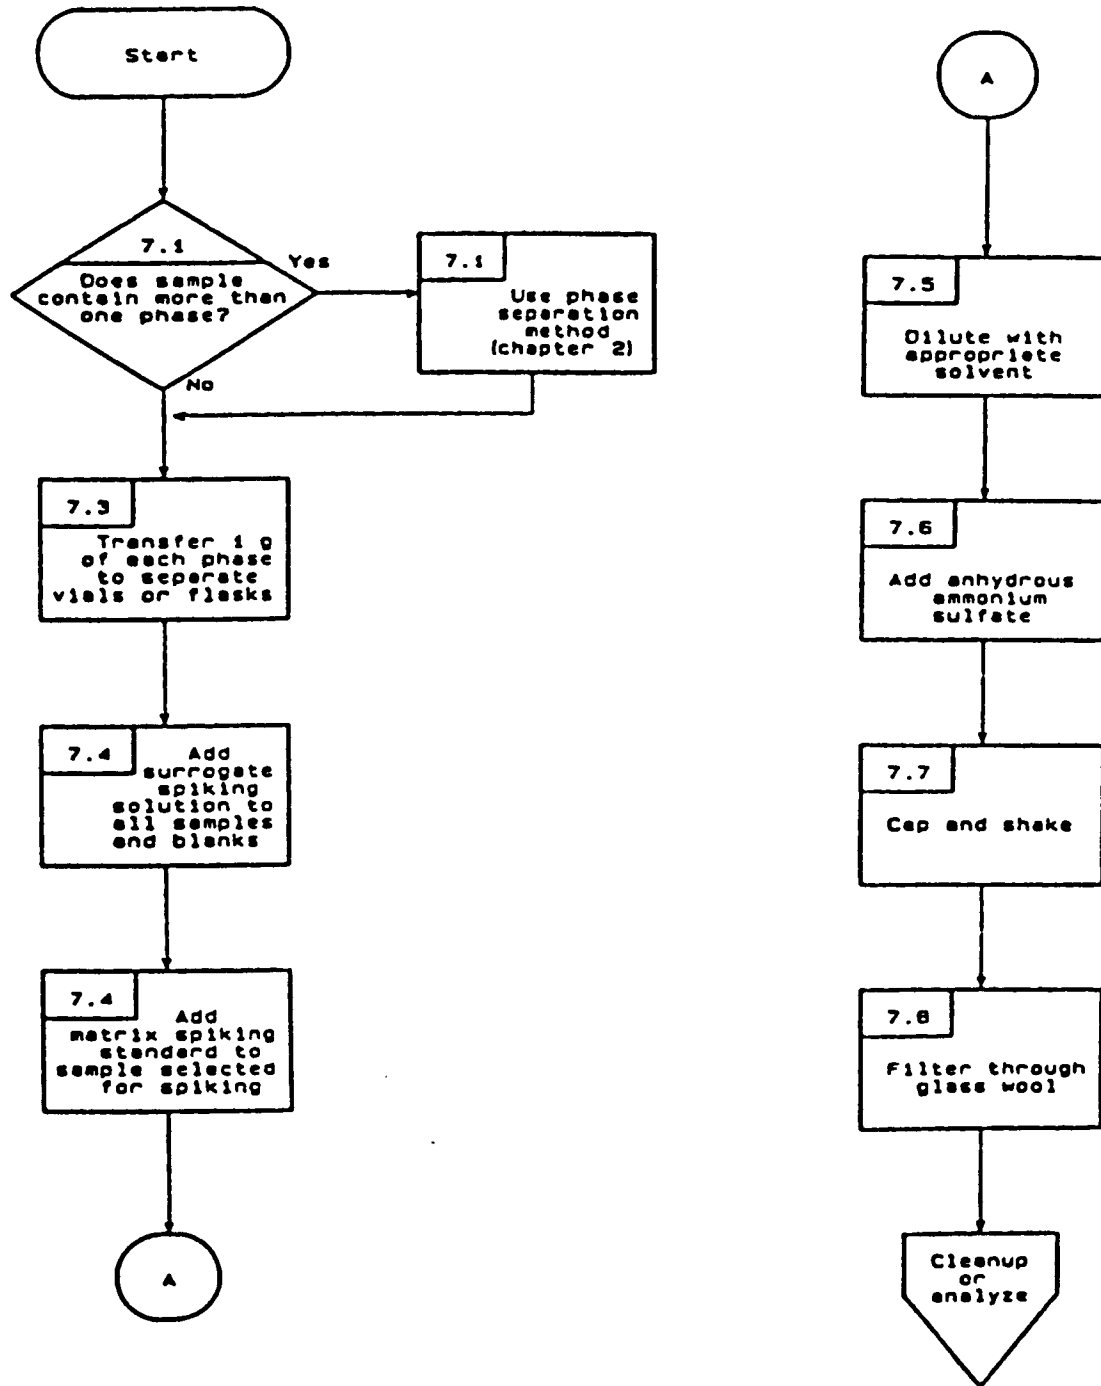 Start
7.1
Does sample
contain more than
one phase?
Yes
No
7.1
Use phase
separation
method
(chapter 2)
7.3
Transfer 1 g
of each phase
to separate
vials or flasks
7.4
Add
surrogate
spiking
solution to
all samples
and blanks
7.4
Add
matrix spiking
standard to
sample selected
for spiking
A
A
7.5
Dilute with
appropriate
solvent
7.6
Add anhydrous
ammonium
sulfate
7.7
Cap and shake
7.8
Filter through
glass wool
Cleanup
or
analyze